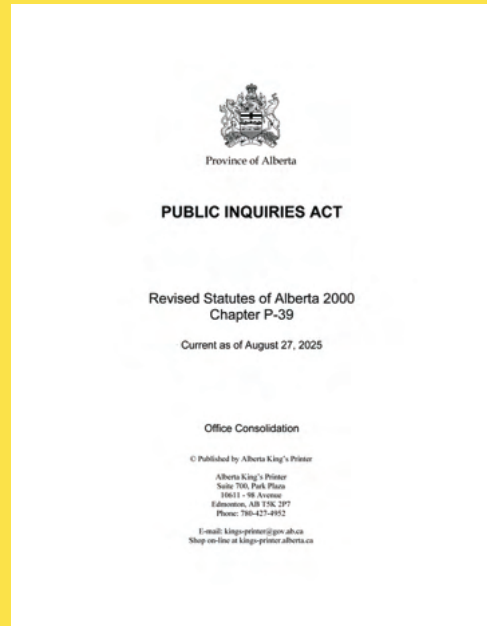 Province of Alberta
PUBLIC INQUIRIES ACT
Revised Statutes of Alberta 2000
Chapter P-39
Current as of August 27, 2025
Office Consolidation
© Published by Alberta King's Printer
Alberta King's Printer
Suite 700, Park Plaza
10611 - 98 Avenue
Edmonton, AB T5K 2P7
Phone: 780-427-4952
E-mail: kings-printer@gov.ab.ca
Shop on-line at kings-printer.alberta.ca